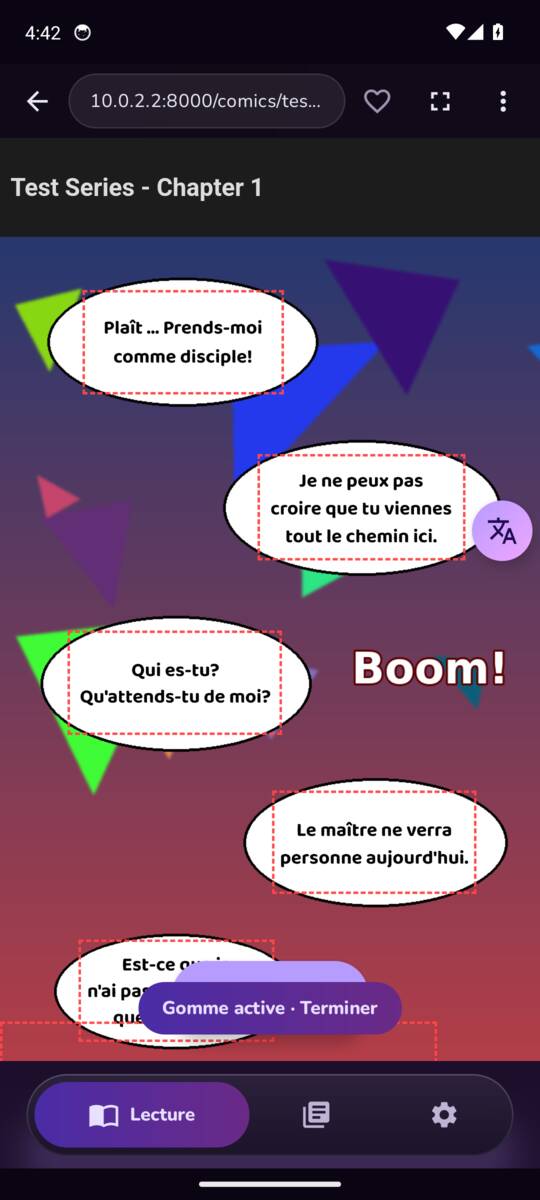 4:42
10.0.2.2:8000/comics/tes...
Test Series - Chapter 1
Plaît ... Prends-moi
comme disciple!
Je ne peux pas
croire que tu viennes
tout le chemin ici.
Qui es-tu?
Qu'attends-tu de moi?
Boom!
Le maître ne verra
personne aujourd'hui.
Est-ce
n'ai
Gomme active · Terminer
Lecture